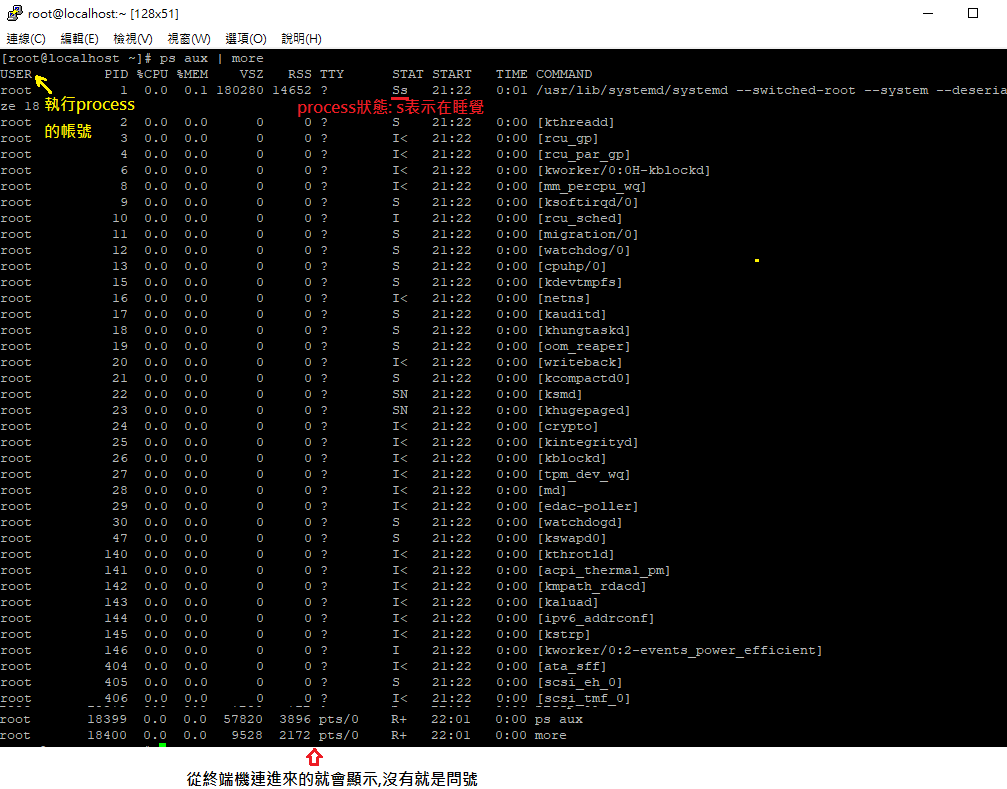 root@localhost:~ [128x51]
連線(C) 編輯(E) 檢視(V) 視窗(W) 選項(O) 說明(H)
[root@localhost ~]# ps aux | more
USER PID %CPU %MEM VSZ RSS TTY STAT START TIME COMMAND
root 1 0.0 0.1 180280 14652 ? Ss 21:22 0:01 /usr/lib/systemd/systemd --switched-root --system --deseria
ze 18 執行process process狀態: s表示在睡覺
root 2 0.0 0.0 0 0 ? S 21:22 0:00 [kthreadd]
的帳號
root 3 0.0 0.0 0 0 ? I< 21:22 0:00 [rcu_gp]
root 4 0.0 0.0 0 0 ? I< 21:22 0:00 [rcu_par_gp]
root 6 0.0 0.0 0 0 ? I< 21:22 0:00 [kworker/0:0H-kblockd]
root 8 0.0 0.0 0 0 ? I< 21:22 0:00 [mm_percpu_wq]
root 9 0.0 0.0 0 0 ? S 21:22 0:00 [ksoftirqd/0]
root 10 0.0 0.0 0 0 ? I 21:22 0:00 [rcu_sched]
root 11 0.0 0.0 0 0 ? S 21:22 0:00 [migration/0]
root 12 0.0 0.0 0 0 ? S 21:22 0:00 [watchdog/0]
root 13 0.0 0.0 0 0 ? S 21:22 0:00 [cpuhp/0]
root 15 0.0 0.0 0 0 ? S 21:22 0:00 [kdevtmpfs]
root 16 0.0 0.0 0 0 ? I< 21:22 0:00 [netns]
root 17 0.0 0.0 0 0 ? S 21:22 0:00 [kauditd]
root 18 0.0 0.0 0 0 ? S 21:22 0:00 [khungtaskd]
root 19 0.0 0.0 0 0 ? S 21:22 0:00 [oom_reaper]
root 20 0.0 0.0 0 0 ? I< 21:22 0:00 [writeback]
root 21 0.0 0.0 0 0 ? S 21:22 0:00 [kcompactd0]
root 22 0.0 0.0 0 0 ? SN 21:22 0:00 [ksmd]
root 23 0.0 0.0 0 0 ? SN 21:22 0:00 [khugepaged]
root 24 0.0 0.0 0 0 ? I< 21:22 0:00 [crypto]
root 25 0.0 0.0 0 0 ? I< 21:22 0:00 [kintegrityd]
root 26 0.0 0.0 0 0 ? I< 21:22 0:00 [kblockd]
root 27 0.0 0.0 0 0 ? I< 21:22 0:00 [tpm_dev_wq]
root 28 0.0 0.0 0 0 ? I< 21:22 0:00 [md]
root 29 0.0 0.0 0 0 ? I< 21:22 0:00 [edac-poller]
root 30 0.0 0.0 0 0 ? S 21:22 0:00 [watchdogd]
root 47 0.0 0.0 0 0 ? S 21:22 0:00 [kswapd0]
root 140 0.0 0.0 0 0 ? I< 21:22 0:00 [kthrotld]
root 141 0.0 0.0 0 0 ? I< 21:22 0:00 [acpi_thermal_pm]
root 142 0.0 0.0 0 0 ? I< 21:22 0:00 [kmpath_rdacd]
root 143 0.0 0.0 0 0 ? I< 21:22 0:00 [kaluad]
root 144 0.0 0.0 0 0 ? I< 21:22 0:00 [ipv6_addrconf]
root 145 0.0 0.0 0 0 ? I< 21:22 0:00 [kstrp]
root 146 0.0 0.0 0 0 ? I 21:22 0:00 [kworker/0:2-events_power_efficient]
root 404 0.0 0.0 0 0 ? I< 21:22 0:00 [ata_sff]
root 405 0.0 0.0 0 0 ? S 21:22 0:00 [scsi_eh_0]
root 406 0.0 0.0 0 0 ? I< 21:22 0:00 [scsi_tmf_0]
root 18399 0.0 0.0 57820 3896 pts/0 R+ 22:01 0:00 ps aux
root 18400 0.0 0.0 9528 2172 pts/0 R+ 22:01 0:00 more
從終端機連進來的就會顯示,沒有就是問號